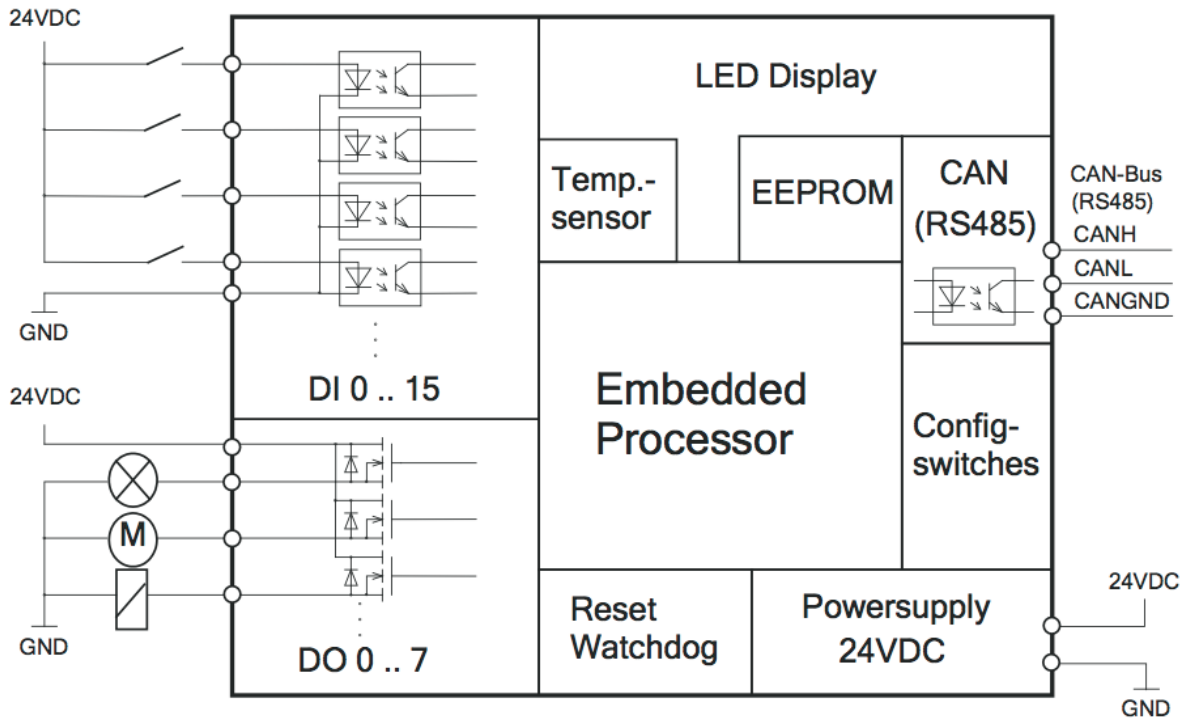 24VDC
LED Display
Temp.-
sensor
EEPROM
CAN
(RS485)
CAN-Bus
(RS485)
CANH
CANL
CANGND
GND
DI 0 .. 15
24VDC
Embedded
Processor
Config-
switches
M
GND
DO 0 .. 7
Reset
Watchdog
Powersupply
24VDC
24VDC
GND